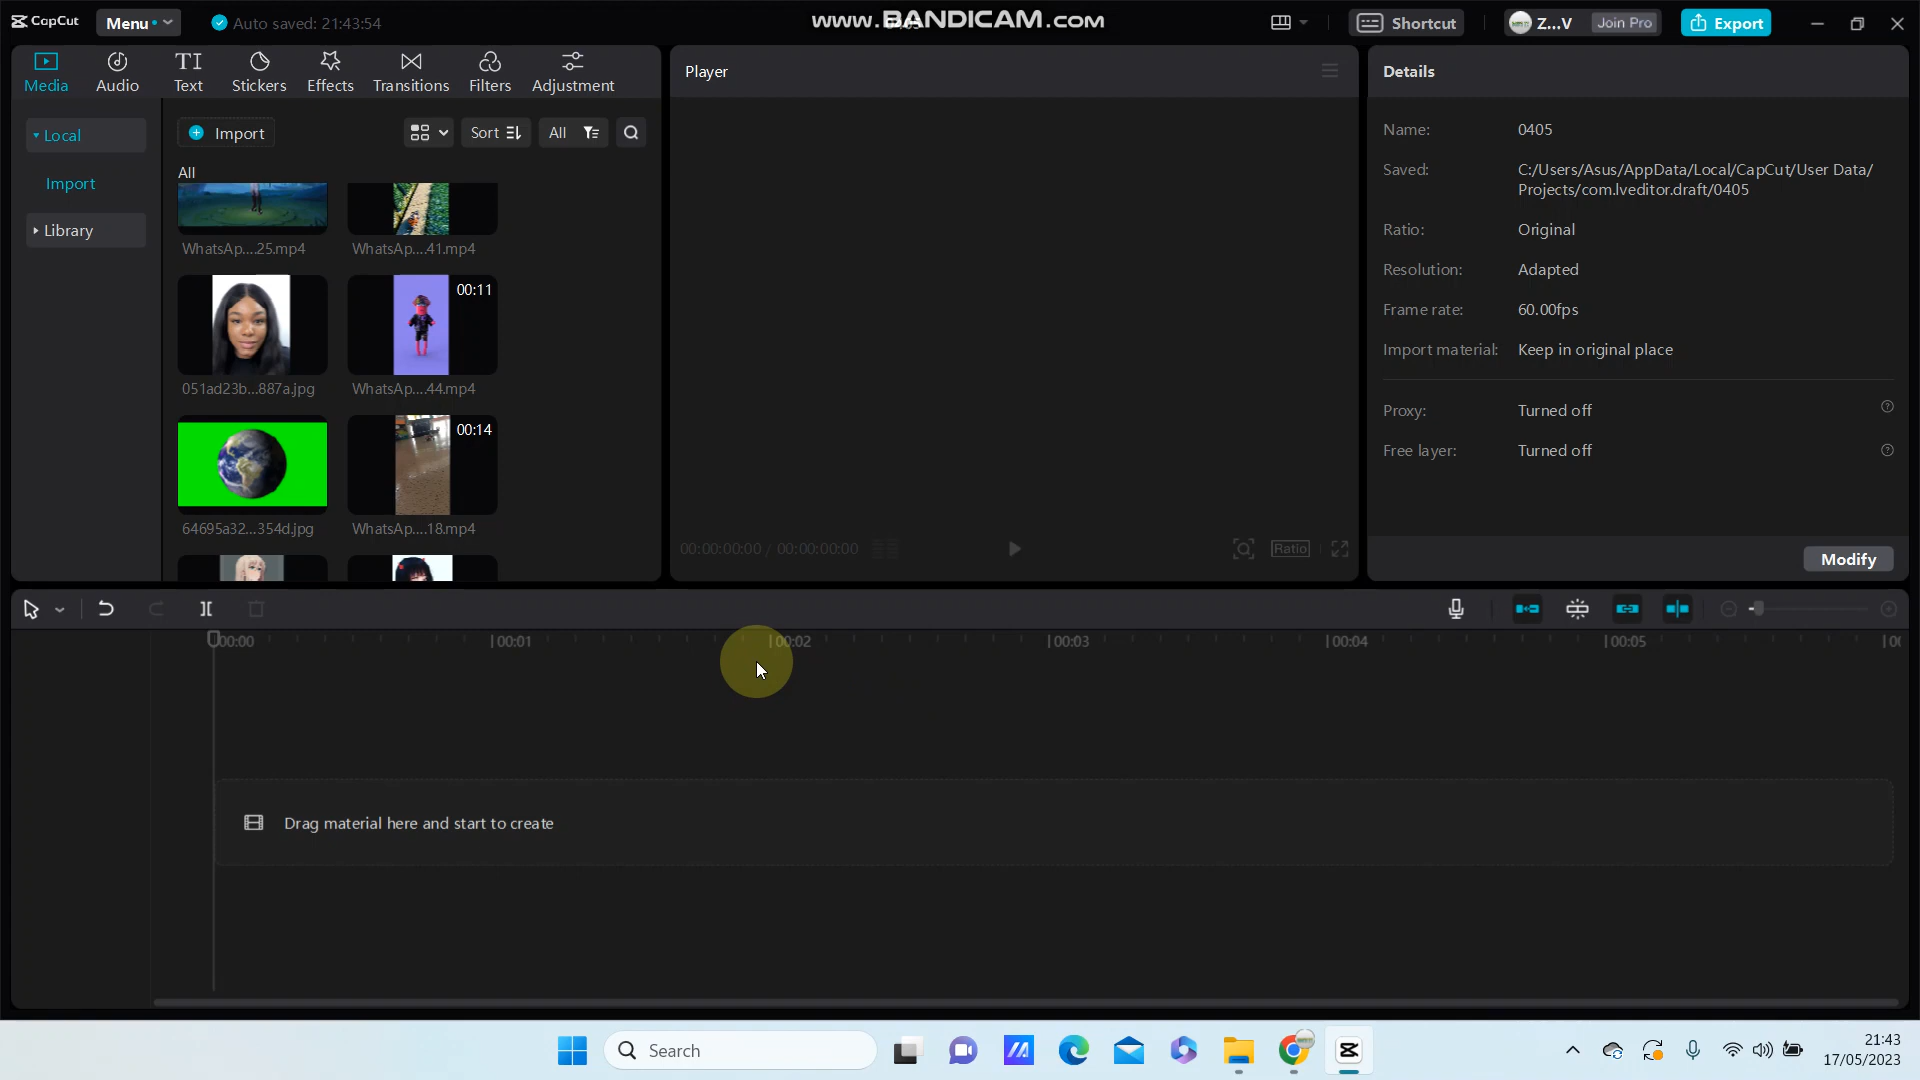 CapCut
Menu
Auto saved: 21:43:54
www.BANDICAM.com
Shortcut
Z...V
Join Pro
Export
Media
Audio
Text
Stickers
Effects
Transitions
Filters
Adjustment
Player
Details
Local
Import
Library
Import
Sort
All
All
WhatsAp....25.mp4
WhatsAp....41.mp4
00:11
051ad23b...887a.jpg
WhatsAp....44.mp4
00:14
64695a32...354d.jpg
WhatsAp....18.mp4
00:00:00:00 / 00:00:00:00
Ratio
Name: 0405
Saved: C:/Users/Asus/AppData/Local/CapCut/User Data/
Projects/com.lveditor.draft/0405
Ratio: Original
Resolution: Adapted
Frame rate: 60.00fps
Import material: Keep in original place
Proxy: Turned off
Free layer: Turned off
Modify
00:00
00:01
00:02
00:03
00:04
00:05
Drag material here and start to create
Search
21:43
17/05/2023